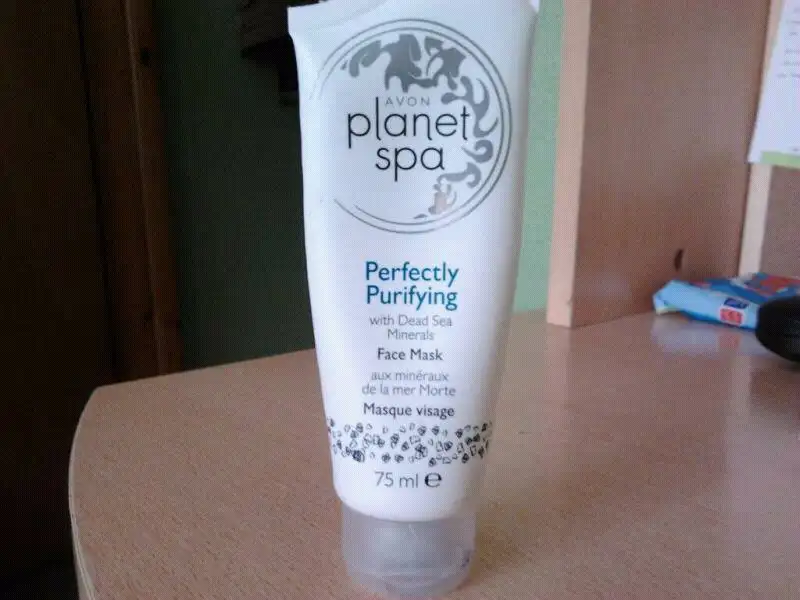 AVON
planet
spa
Perfectly
Purifying
with Dead Sea
Minerals
Face Mask
aux minéraux
de la mer Morte
Masque visage
75 ml ℮